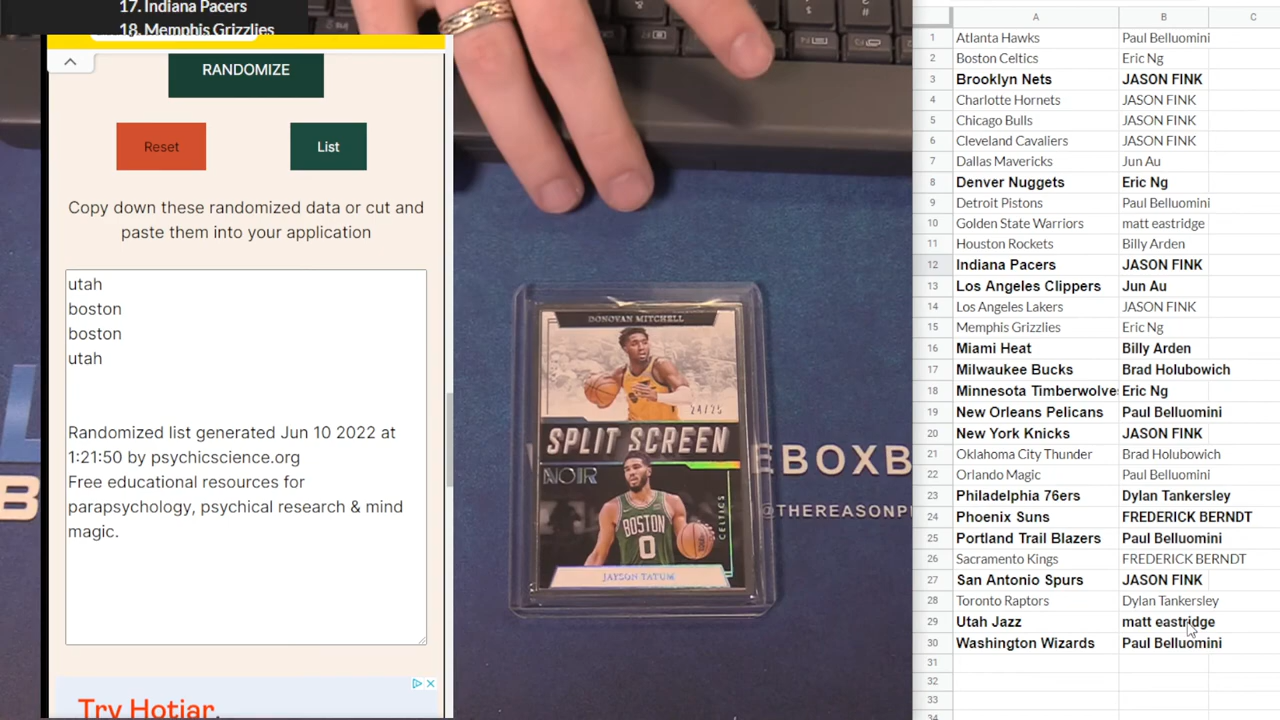 17. Indiana Pacers
18. Memphis Grizzlies
RANDOMIZE
Reset
List
Copy down these randomized data or cut and
paste them into your application
utah
boston
boston
utah
Randomized list generated Jun 10 2022 at
1:21:50 by psychicscience.org
Free educational resources for
parapsychology, psychical research & mind
magic.
Try Hotjar.
DONOVAN MITCHELL
24/25
SPLIT SCREEN
NOIR
BOSTON
0
CELTICS
JAYSON TATUM
EBOXB
@THEREASONP
A B C
1 Atlanta Hawks Paul Belluomini
2 Boston Celtics Eric Ng
3 Brooklyn Nets JASON FINK
4 Charlotte Hornets JASON FINK
5 Chicago Bulls JASON FINK
6 Cleveland Cavaliers JASON FINK
7 Dallas Mavericks Jun Au
8 Denver Nuggets Eric Ng
9 Detroit Pistons Paul Belluomini
10 Golden State Warriors matt eastridge
11 Houston Rockets Billy Arden
12 Indiana Pacers JASON FINK
13 Los Angeles Clippers Jun Au
14 Los Angeles Lakers JASON FINK
15 Memphis Grizzlies Eric Ng
16 Miami Heat Billy Arden
17 Milwaukee Bucks Brad Holubowich
18 Minnesota Timberwolve Eric Ng
19 New Orleans Pelicans Paul Belluomini
20 New York Knicks JASON FINK
21 Oklahoma City Thunder Brad Holubowich
22 Orlando Magic Paul Belluomini
23 Philadelphia 76ers Dylan Tankersley
24 Phoenix Suns FREDERICK BERNDT
25 Portland Trail Blazers Paul Belluomini
26 Sacramento Kings FREDERICK BERNDT
27 San Antonio Spurs JASON FINK
28 Toronto Raptors Dylan Tankersley
29 Utah Jazz matt eastridge
30 Washington Wizards Paul Belluomini
31
32
33
34